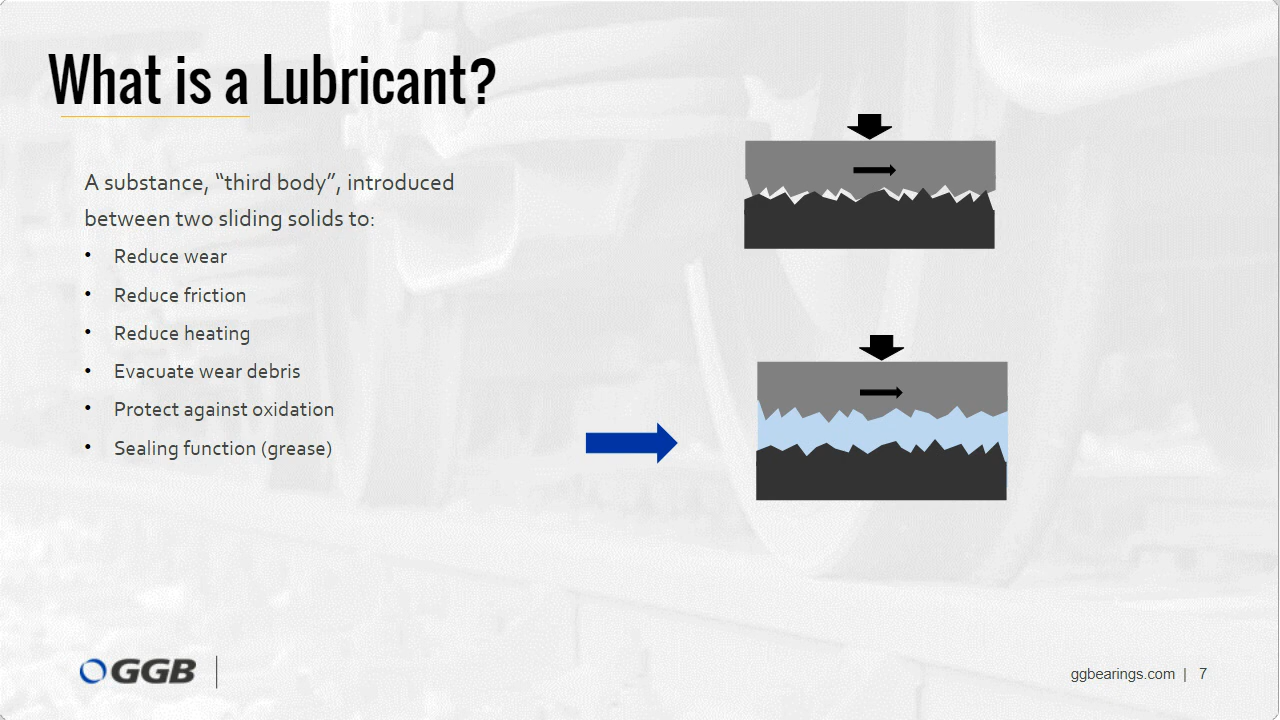 What is a Lubricant?
A substance, “third body”, introduced
between two sliding solids to:
• Reduce wear
• Reduce friction
• Reduce heating
• Evacuate wear debris
• Protect against oxidation
• Sealing function (grease)
GGB
ggbearings.com | 7